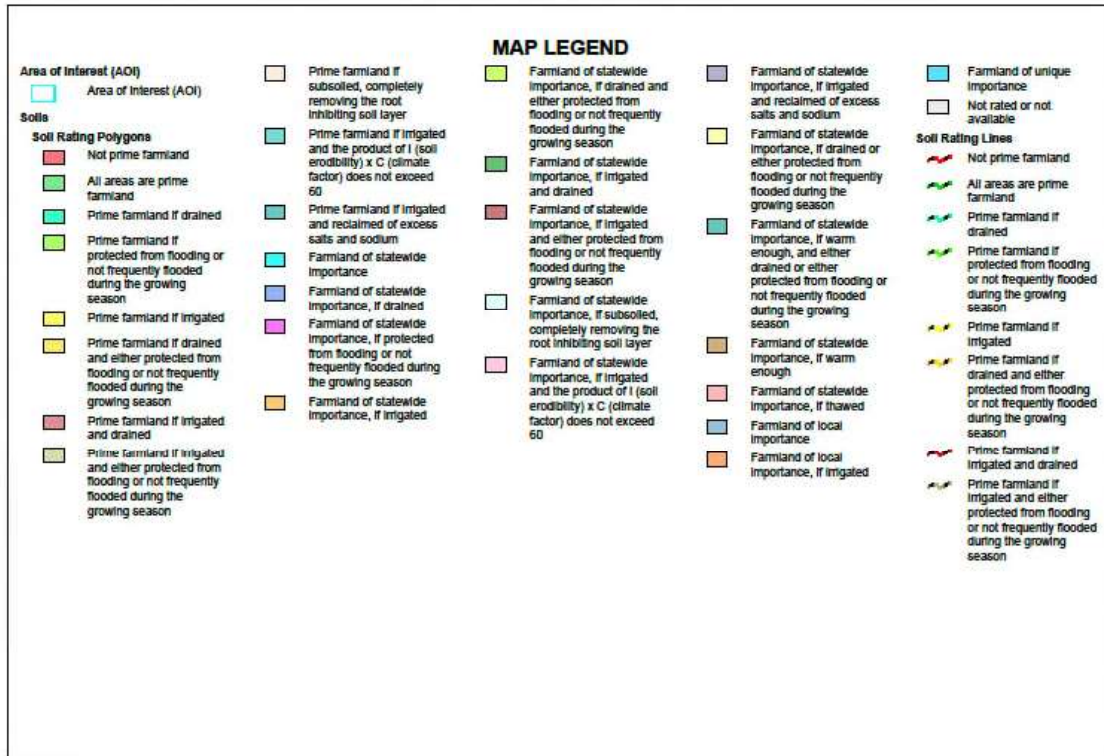 MAP LEGEND
Area of Interest (AOI)
Area of Interest (AOI)
Soils
Soil Rating Polygons
Not prime farmland
All areas are prime
farmland
Prime farmland if drained
Prime farmland if
protected from flooding or
not frequently flooded
during the growing
season
Prime farmland if irrigated
Prime farmland if drained
and either protected from
flooding or not frequently
flooded during the
growing season
Prime farmland if irrigated
and drained
Prime farmland if irrigated
and either protected from
flooding or not frequently
flooded during the
growing season
Prime farmland if
subsoiled, completely
removing the root
inhibiting soil layer
Prime farmland if irrigated
and the product of I (soil
erodibility) x C (climate
factor) does not exceed
60
Prime farmland if irrigated
and reclaimed of excess
salts and sodium
Farmland of statewide
importance
Farmland of statewide
importance, if drained
Farmland of statewide
importance, if protected
from flooding or not
frequently flooded during
the growing season
Farmland of statewide
importance, if irrigated
Farmland of statewide
importance, if drained and
either protected from
flooding or not frequently
flooded during the
growing season
Farmland of statewide
importance, if irrigated
and drained
Farmland of statewide
importance, if irrigated
and either protected from
flooding or not frequently
flooded during the
growing season
Farmland of statewide
importance, if subsoiled,
completely removing the
root inhibiting soil layer
Farmland of statewide
importance, if irrigated
and the product of I (soil
erodibility) x C (climate
factor) does not exceed
60
Farmland of statewide
importance, if irrigated
and reclaimed of excess
salts and sodium
Farmland of statewide
importance, if drained or
either protected from
flooding or not frequently
flooded during the
growing season
Farmland of statewide
importance, if warm
enough, and either
drained or either
protected from flooding or
not frequently flooded
during the growing
season
Farmland of statewide
importance, if warm
enough
Farmland of statewide
importance, if thawed
Farmland of local
importance
Farmland of local
importance, if irrigated
Farmland of unique
importance
Not rated or not
available
Soil Rating Lines
Not prime farmland
All areas are prime
farmland
Prime farmland if
drained
Prime farmland if
protected from flooding
or not frequently flooded
during the growing
season
Prime farmland if
irrigated
Prime farmland if
drained and either
protected from flooding
or not frequently flooded
during the growing
season
Prime farmland if
irrigated and drained
Prime farmland if
irrigated and either
protected from flooding
or not frequently flooded
during the growing
season